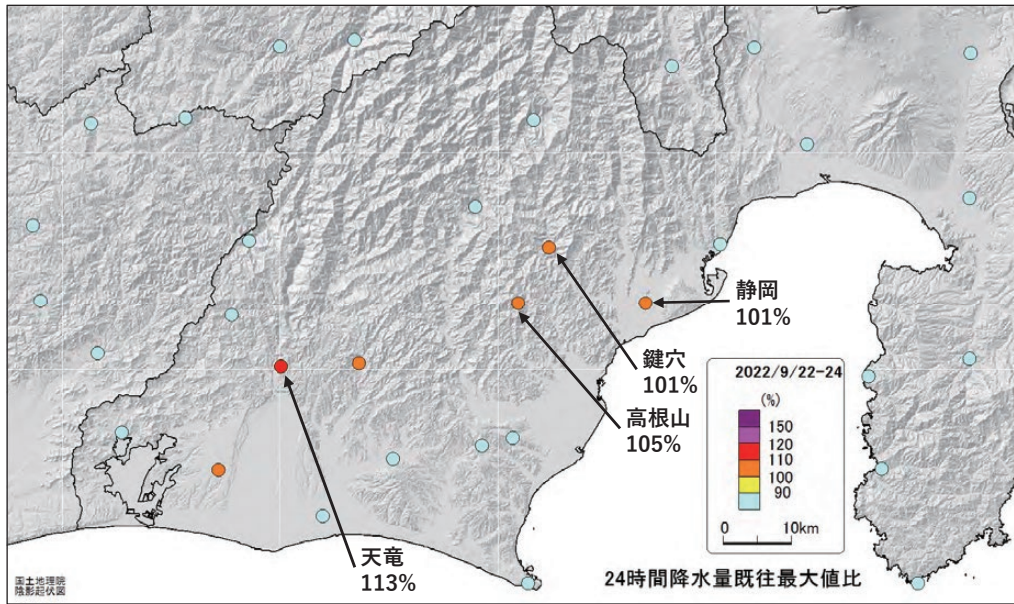 静岡
101%
鍵穴
101%
高根山
105%
天竜
113%
2022/9/22-24
(%)
150
120
110
100
90
0 10km
24時間降水量既往最大値比
国土地理院
陰影起伏図